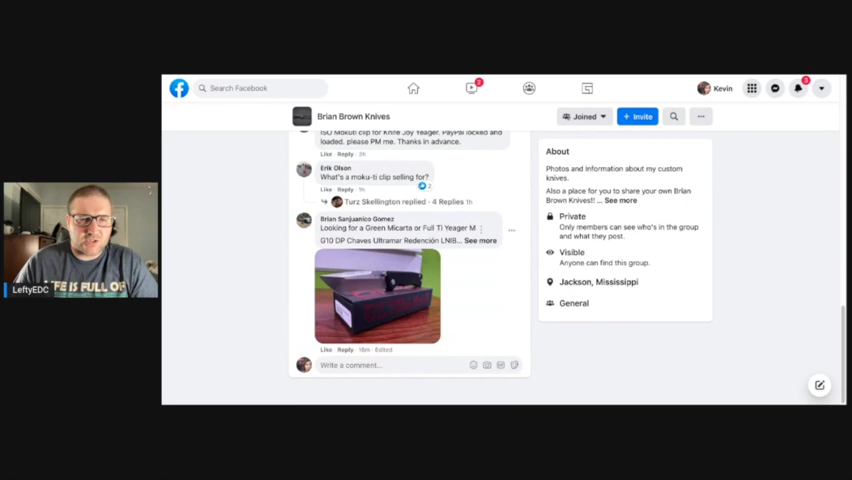 Search Facebook
2
Kevin
3
Brian Brown Knives
Joined
+ Invite
ISO Mokuti clip for Knife Joy Yeager. PayPal locked and
loaded. please PM me. Thanks in advance.
Like Reply 2h
Erik Olson
What's a moku-ti clip selling for?
2
Like Reply 1h
Turz Skellington replied · 4 Replies 1h
Brian Sanjuanico Gomez
Looking for a Green Micarta or Full Ti Yeager M
G10 DP Chaves Ultramar Redención LNIB... See more
Like Reply 18m Edited
Write a comment...
About
Photos and Information about my custom
knives.
Also a place for you to share your own Brian
Brown Knives!! ... See more
Private
Only members can see who's in the group
and what they post.
Visible
Anyone can find this group.
Jackson, Mississippi
General
LIFE IS FULL OF
LeftyEDC